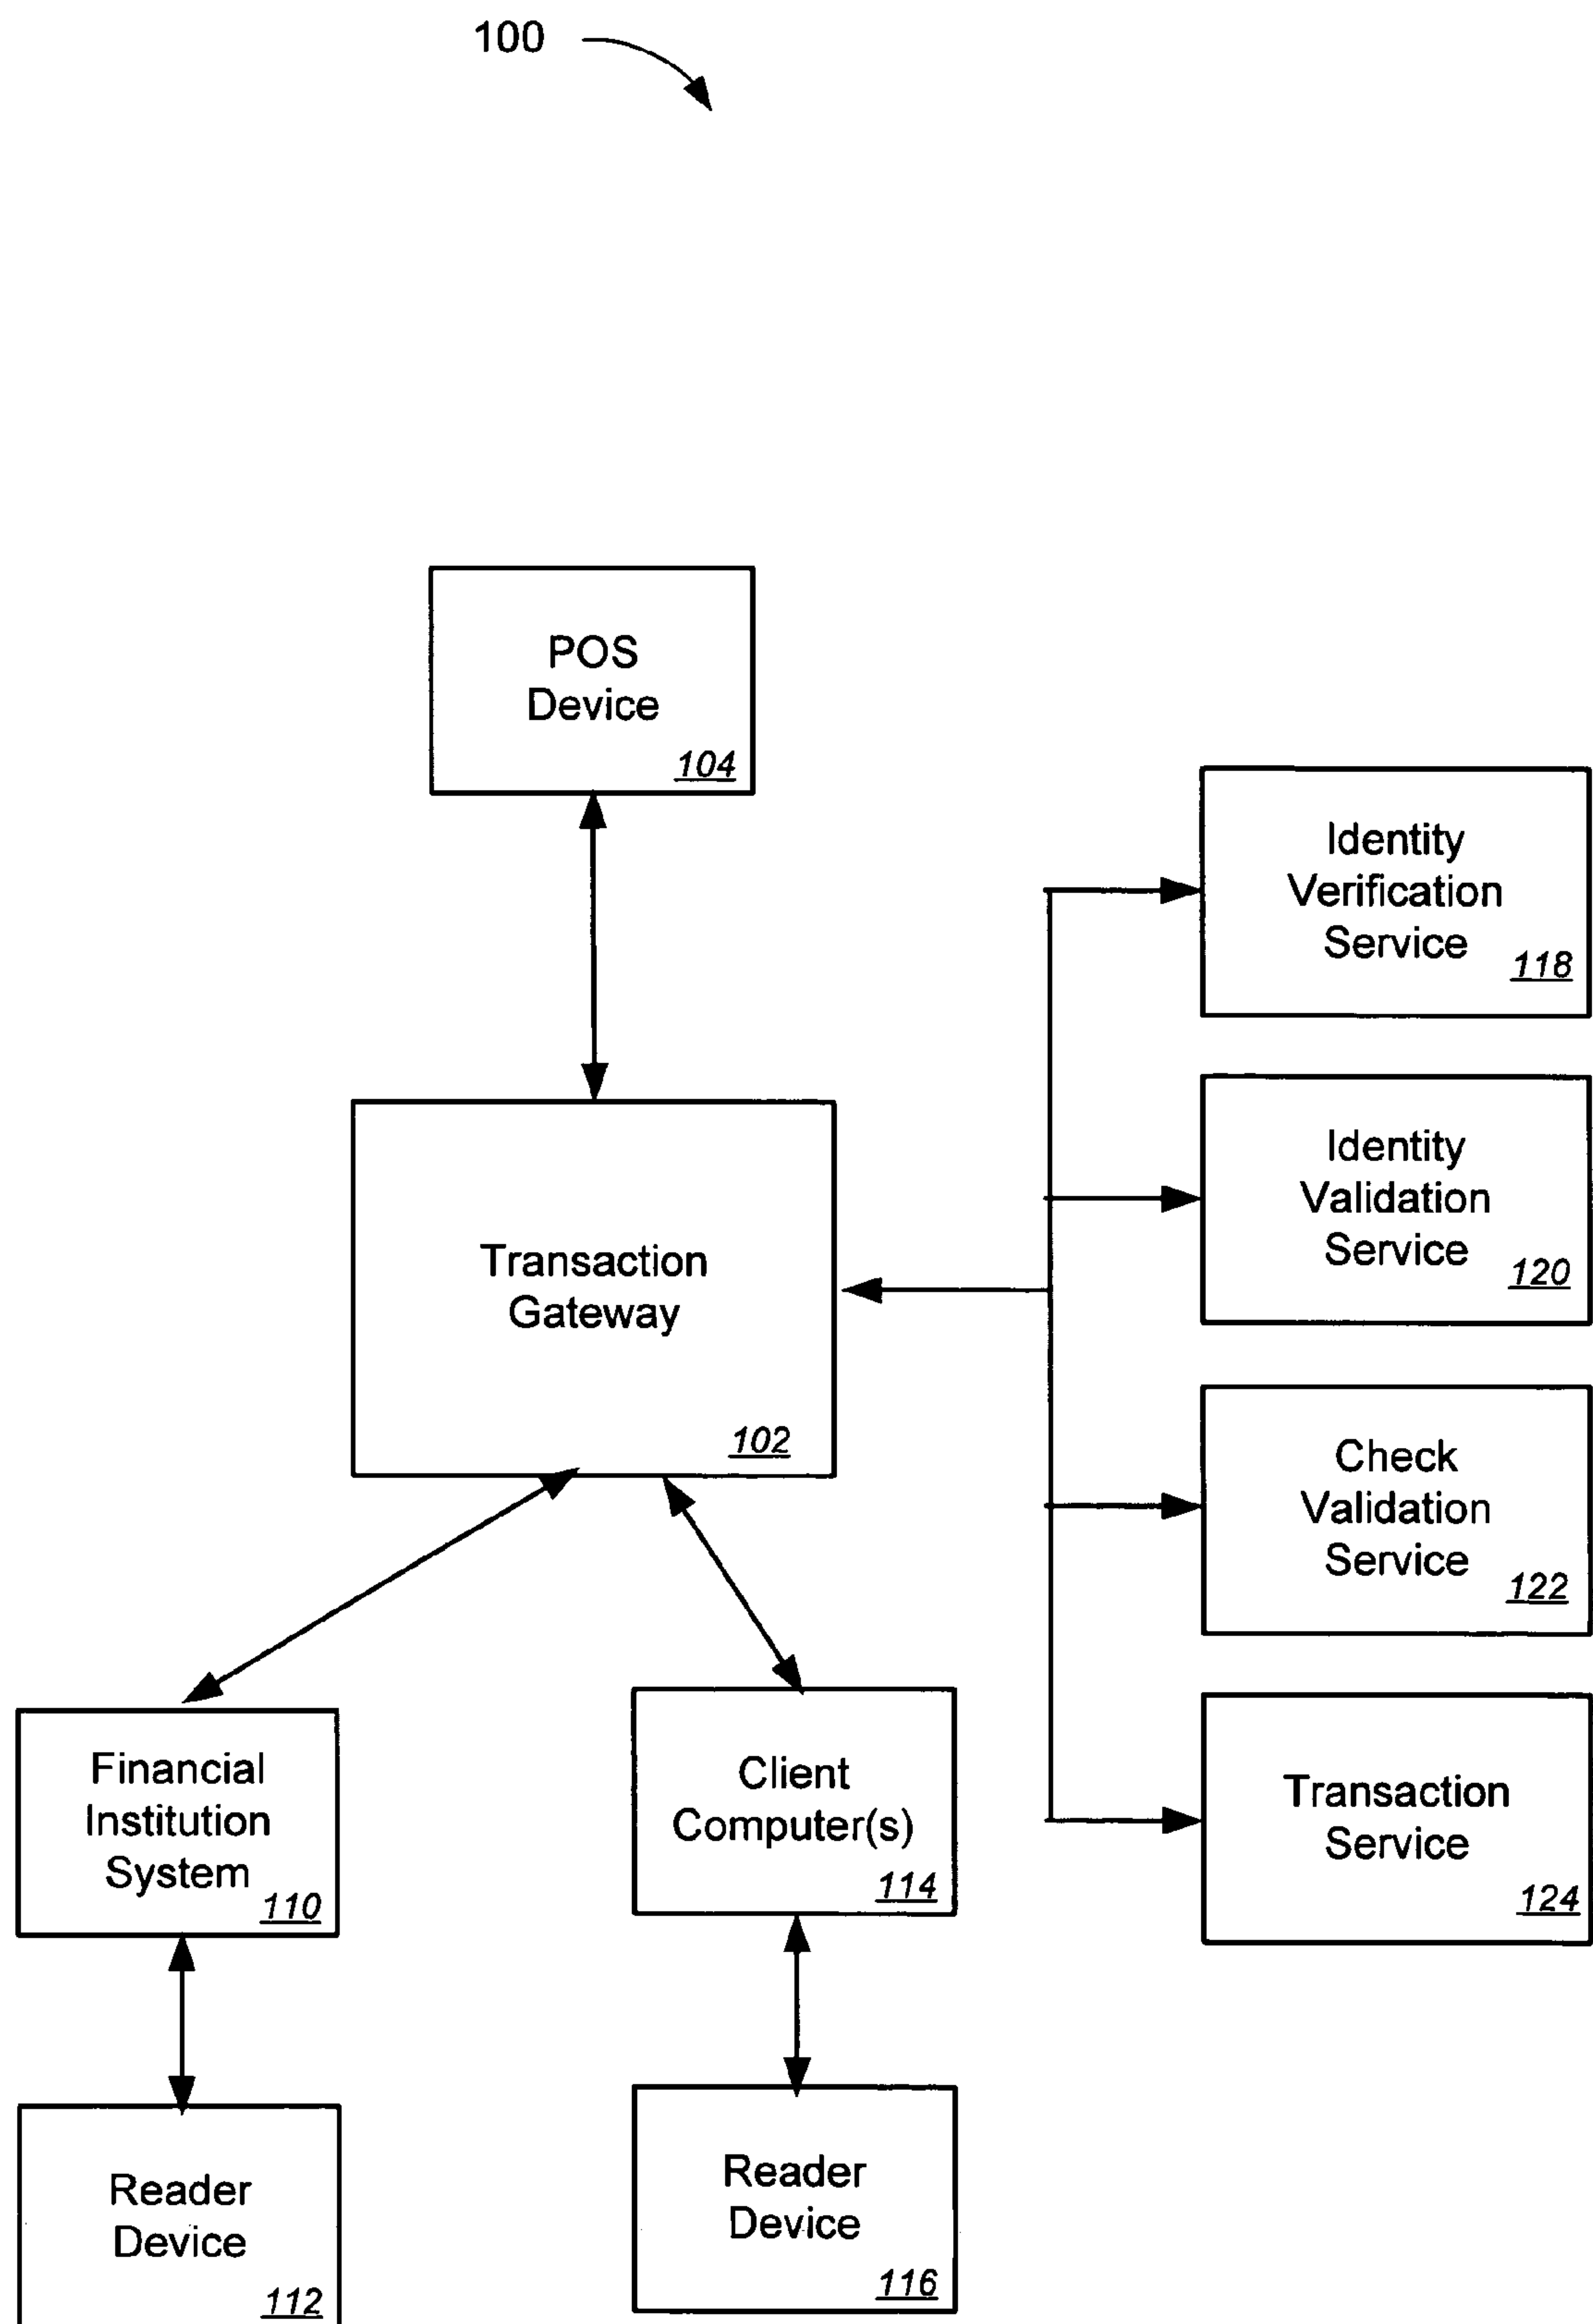 100
POS
Device
104
Identity
Verification
Service
118
Identity
Validation
Service
120
Transaction
Gateway
102
Check
Validation
Service
122
Financial
Institution
System
110
Client
Computer(s)
114
Transaction
Service
124
Reader
Device
112
Reader
Device
116